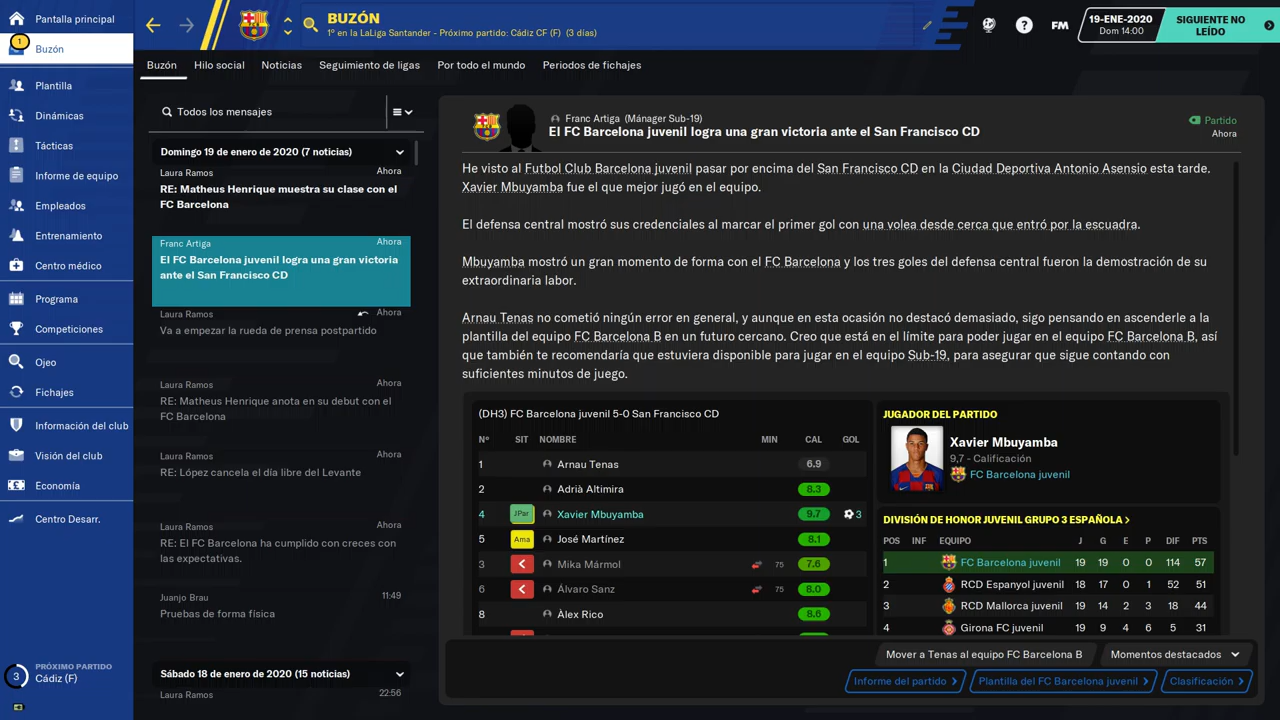 Pantalla principal
1
Buzón
Plantilla
Dinámicas
Tácticas
Informe de equipo
Empleados
Entrenamiento
Centro médico
Programa
Competiciones
Ojeo
Fichajes
Información del club
Visión del club
Economía
Centro Desarr.
PRÓXIMO PARTIDO
3 Cádiz (F)
BUZÓN
1º en la LaLiga Santander - Próximo partido: Cádiz CF (F) (3 días)
?
FM
19-ENE-2020
Dom 14:00
SIGUIENTE NO
LEÍDO
Buzón Hilo social Noticias Seguimiento de ligas Por todo el mundo Periodos de fichajes
Todos los mensajes
Domingo 19 de enero de 2020 (7 noticias)
Laura Ramos Ahora
RE: Matheus Henrique muestra su clase con el
FC Barcelona
Franc Artiga Ahora
El FC Barcelona juvenil logra una gran victoria
ante el San Francisco CD
Laura Ramos Ahora
Va a empezar la rueda de prensa postpartido
Laura Ramos Ahora
RE: Matheus Henrique anota en su debut con el
FC Barcelona
Laura Ramos Ahora
RE: López cancela el día libre del Levante
Laura Ramos Ahora
RE: El FC Barcelona ha cumplido con creces con
las expectativas.
Juanjo Brau 11:49
Pruebas de forma física
Sábado 18 de enero de 2020 (15 noticias)
Laura Ramos 22:56
Franc Artiga (Mánager Sub-19)
El FC Barcelona juvenil logra una gran victoria ante el San Francisco CD
Partido
Ahora
He visto al Futbol Club Barcelona juvenil pasar por encima del San Francisco CD en la Ciudad Deportiva Antonio Asensio esta tarde.
Xavier Mbuyamba fue el que mejor jugó en el equipo.
El defensa central mostró sus credenciales al marcar el primer gol con una volea desde cerca que entró por la escuadra.
Mbuyamba mostró un gran momento de forma con el FC Barcelona y los tres goles del defensa central fueron la demostración de su
extraordinaria labor.
Arnau Tenas no cometió ningún error en general, y aunque en esta ocasión no destacó demasiado, sigo pensando en ascenderle a la
plantilla del equipo FC Barcelona B en un futuro cercano. Creo que está en el límite para poder jugar en el equipo FC Barcelona B, así
que también te recomendaría que estuviera disponible para jugar en el equipo Sub-19, para asegurar que sigue contando con
suficientes minutos de juego.
(DH3) FC Barcelona juvenil 5-0 San Francisco CD
Nº SIT NOMBRE MIN CAL GOL
1 Arnau Tenas 6.9
2 Adrià Altimira 8.3
4 JPar Xavier Mbuyamba 9.7 3
5 Ama José Martínez 8.1
3 Mika Mármol 75 7.6
6 Álvaro Sanz 75 8.0
8 Àlex Rico 8.6
JUGADOR DEL PARTIDO
Xavier Mbuyamba
9,7 - Calificación
FC Barcelona juvenil
DIVISIÓN DE HONOR JUVENIL GRUPO 3 ESPAÑOLA
POS INF EQUIPO J G E P DIF PTS
1 FC Barcelona juvenil 19 19 0 0 114 57
2 RCD Espanyol juvenil 18 17 0 1 52 51
3 RCD Mallorca juvenil 19 14 2 3 18 44
4 Girona FC juvenil 19 9 4 6 5 31
Mover a Tenas al equipo FC Barcelona B
Momentos destacados
Informe del partido
Plantilla del FC Barcelona juvenil
Clasificación